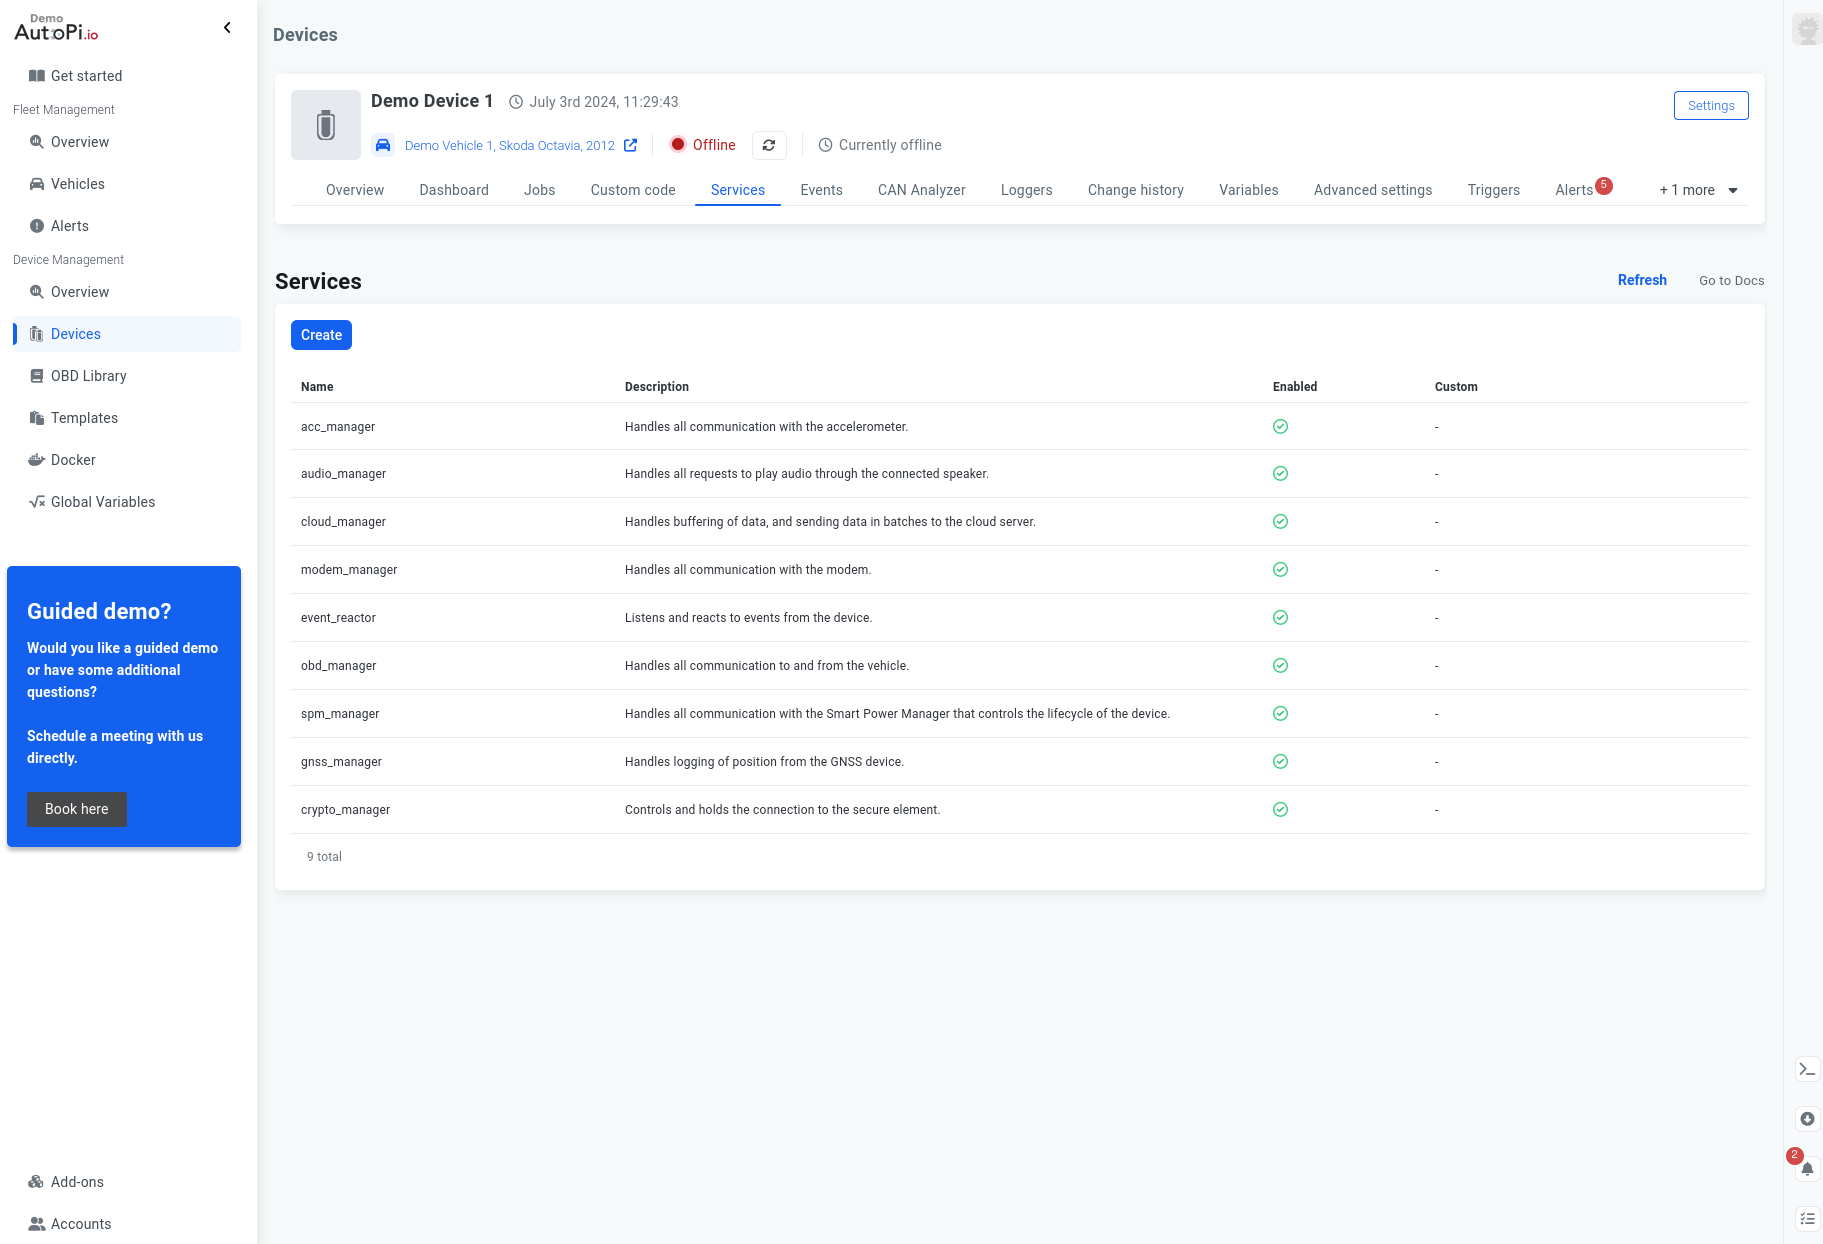 Demo
AutoPi.io
Get started
Fleet Management
Overview
Vehicles
Alerts
Device Management
Overview
Devices
OBD Library
Templates
Docker
Global Variables
Guided demo?
Would you like a guided demo
or have some additional
questions?
Schedule a meeting with us
directly.
Book here
Add-ons
Accounts
Devices
Demo Device 1 July 3rd 2024, 11:29:43 Settings
Demo Vehicle 1, Skoda Octavia, 2012 Offline Currently offline
Overview Dashboard Jobs Custom code Services Events CAN Analyzer Loggers Change history Variables Advanced settings Triggers Alerts 5 + 1 more
Services Refresh Go to Docs
Create
Name Description Enabled Custom
acc_manager Handles all communication with the accelerometer. -
audio_manager Handles all requests to play audio through the connected speaker. -
cloud_manager Handles buffering of data, and sending data in batches to the cloud server. -
modem_manager Handles all communication with the modem. -
event_reactor Listens and reacts to events from the device. -
obd_manager Handles all communication to and from the vehicle. -
spm_manager Handles all communication with the Smart Power Manager that controls the lifecycle of the device. -
gnss_manager Handles logging of position from the GNSS device. -
crypto_manager Controls and holds the connection to the secure element. -
9 total
2